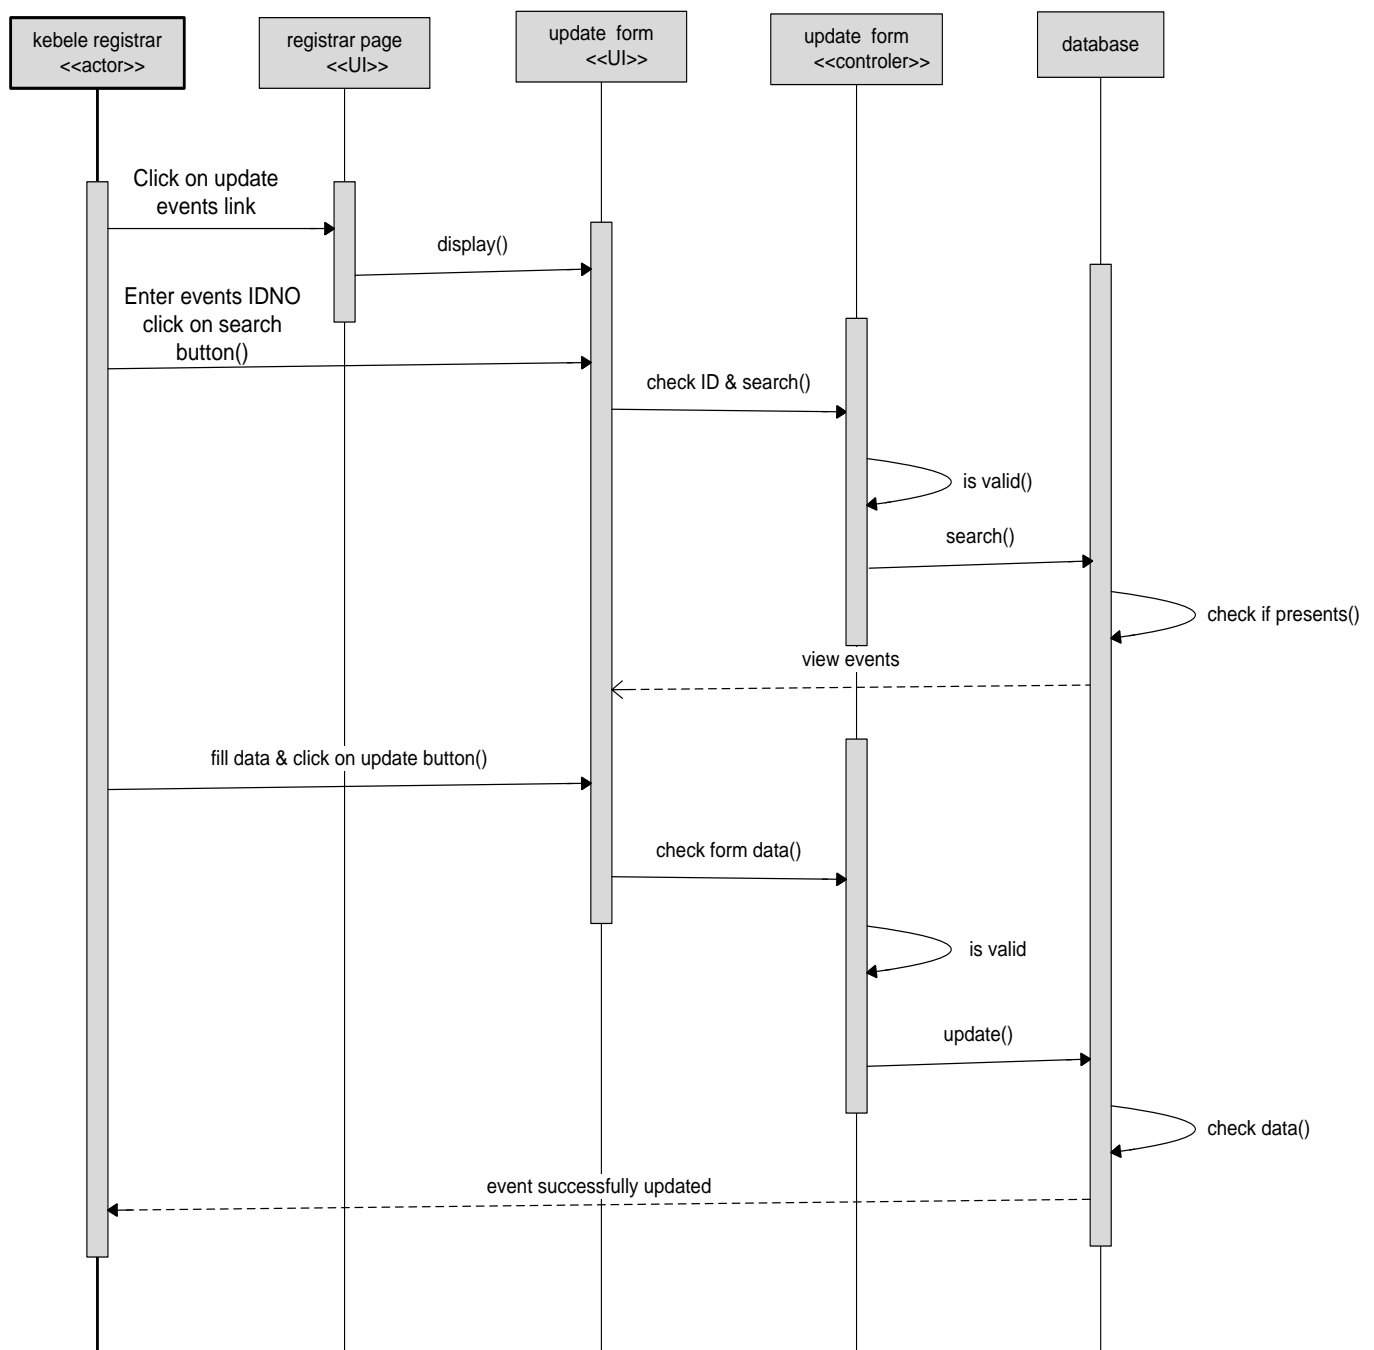 kebele registrar
<<actor>>
registrar page
<<UI>>
update form
<<UI>>
update form
<<controler>>
database
Click on update
events link
display()
Enter events IDNO
click on search
button()
check ID & search()
is valid()
search()
check if presents()
view events
fill data & click on update button()
check form data()
is valid
update()
check data()
event successfully updated